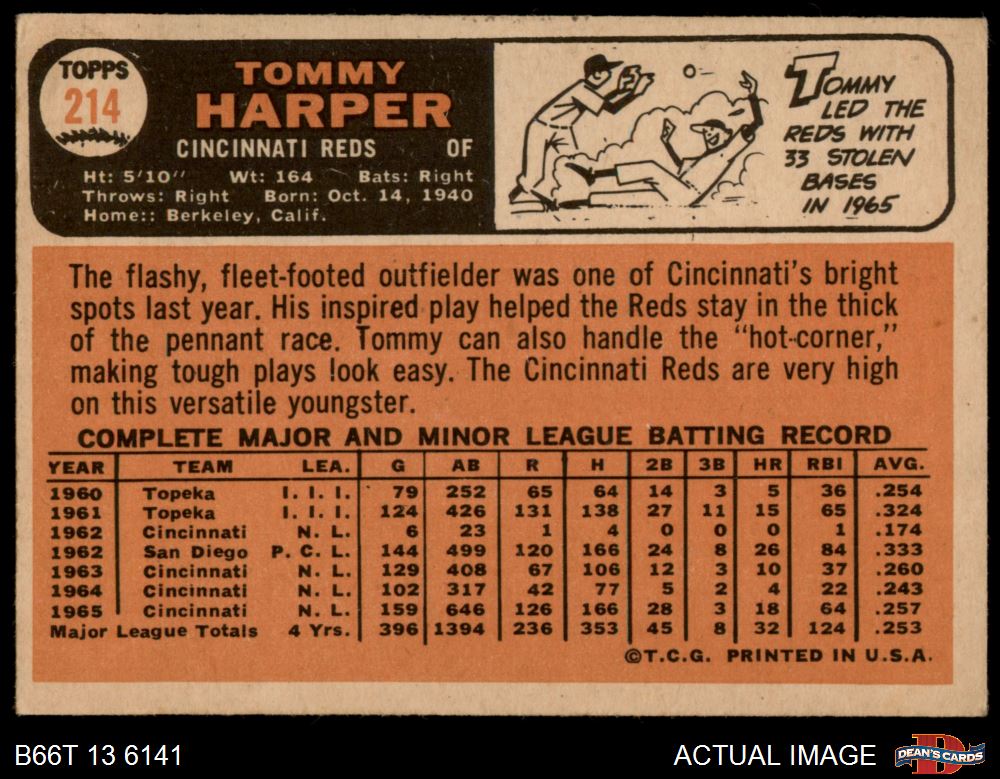 TOPPS
214
TOMMY
HARPER
CINCINNATI REDS OF
Ht: 5'10" Wt: 164 Bats: Right
Throws: Right Born: Oct. 14, 1940
Home:: Berkeley, Calif.
TOMMY
LED THE
REDS WITH
33 STOLEN
BASES
IN 1965
The flashy, fleet-footed outfielder was one of Cincinnati's bright
spots last year. His inspired play helped the Reds stay in the thick
of the pennant race. Tommy can also handle the "hot-corner,"
making tough plays look easy. The Cincinnati Reds are very high
on this versatile youngster.
COMPLETE MAJOR AND MINOR LEAGUE BATTING RECORD
YEAR TEAM LEA. G AB R H 2B 3B HR RBI AVG.
1960 Topeka I. I. I. 79 252 65 64 14 3 5 36 .254
1961 Topeka I. I. I. 124 426 131 138 27 11 15 65 .324
1962 Cincinnati N. L. 6 23 1 4 0 0 0 1 .174
1962 San Diego P. C. L. 144 499 120 166 24 8 26 84 .333
1963 Cincinnati N. L. 129 408 67 106 12 3 10 37 .260
1964 Cincinnati N. L. 102 317 42 77 5 2 4 22 .243
1965 Cincinnati N. L. 159 646 126 166 28 3 18 64 .257
Major League Totals 4 Yrs. 396 1394 236 353 45 8 32 124 .253
©T.C.G. PRINTED IN U.S.A.
B66T 13 6141 ACTUAL IMAGE DEAN'S CARDS